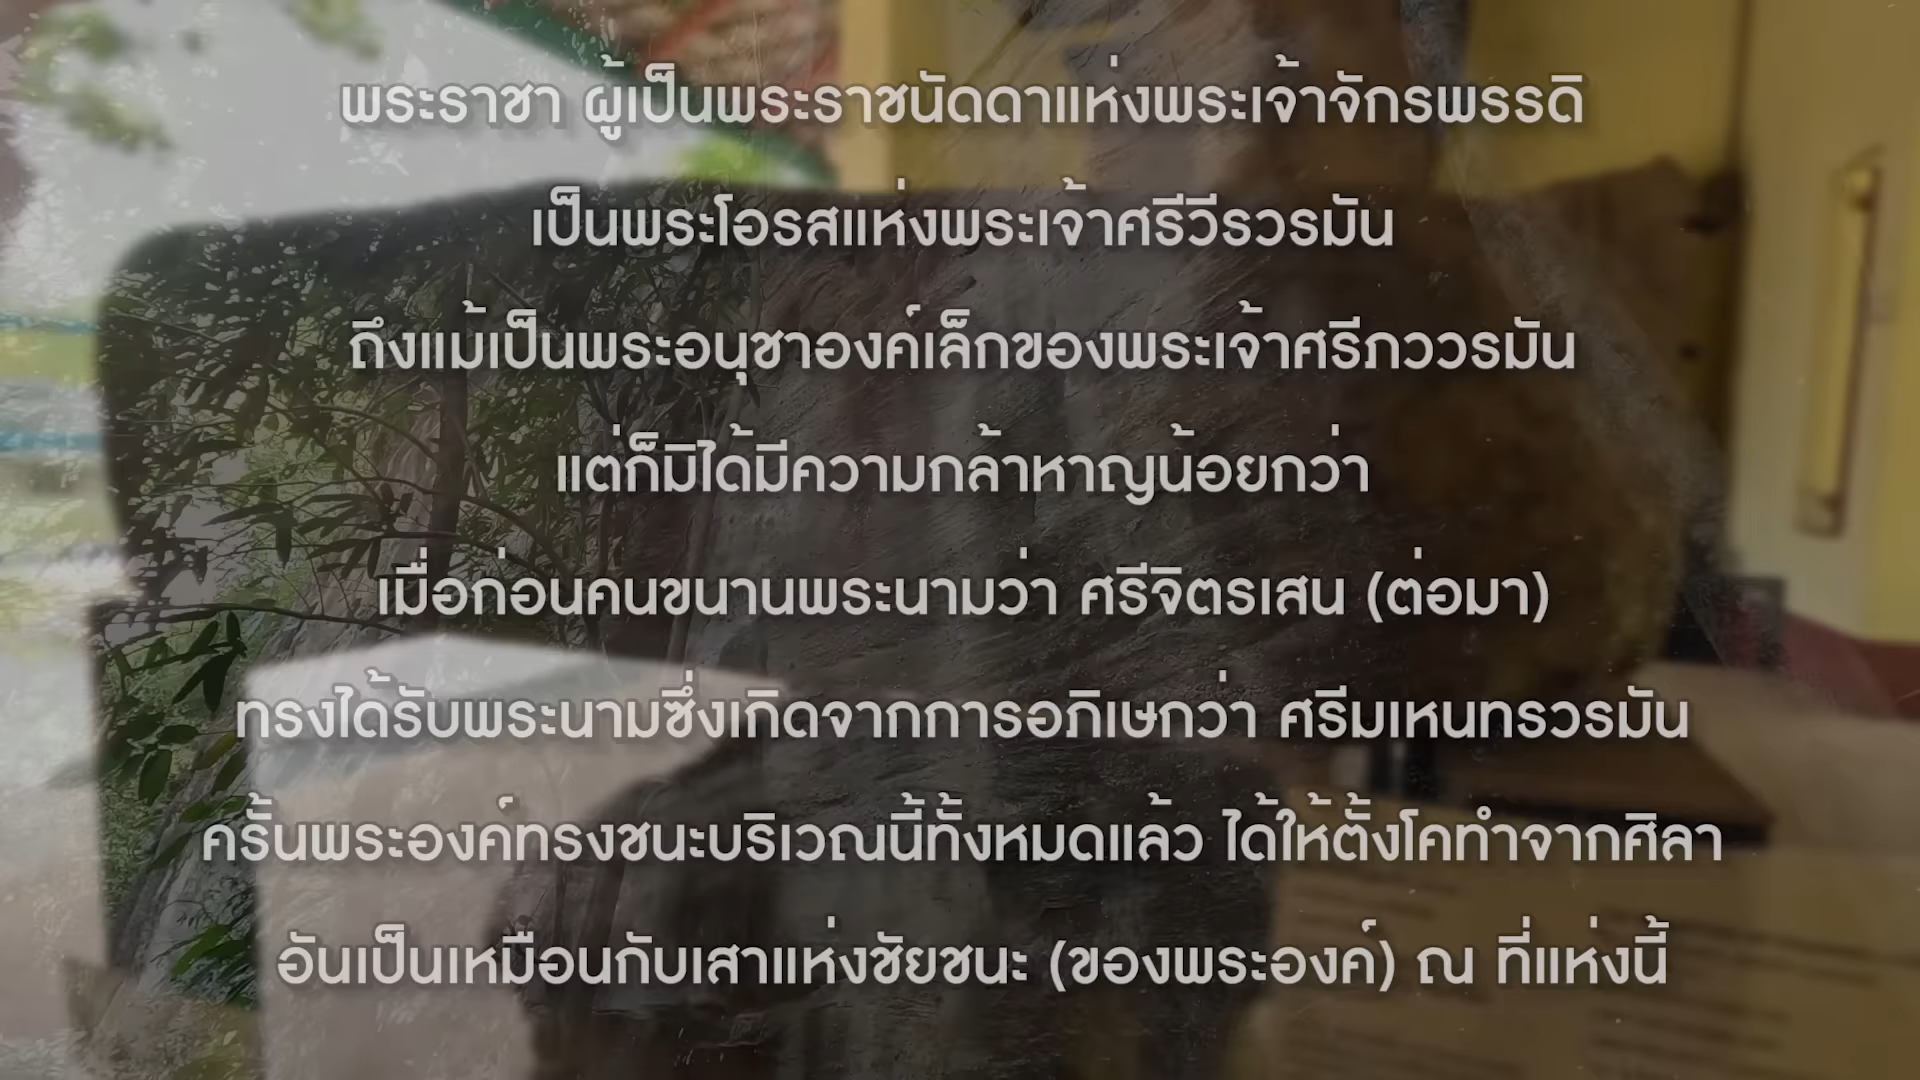 พระราชา ผู้เป็นพระราชนัดดาแห่งพระเจ้าจักรพรรดิ
เป็นพระโอรสแห่งพระเจ้าศรีวีรวรมัน
ถึงแม้เป็นพระอนุชาองค์เล็กของพระเจ้าศรีภววรมัน
แต่ก็มิได้มีความกล้าหาญน้อยกว่า
เมื่อก่อนคนขนานพระนามว่า ศรีจิตรเสน (ต่อมา)
ทรงได้รับพระนามซึ่งเกิดจากการอภิเษกว่า ศรีมเหนทรวรมัน
ครั้นพระองค์ทรงชนะบริเวณนี้ทั้งหมดแล้ว ได้ให้ตั้งโคทำจากศิลา
อันเป็นเหมือนกับเสาแห่งชัยชนะ (ของพระองค์) ณ ที่แห่งนี้